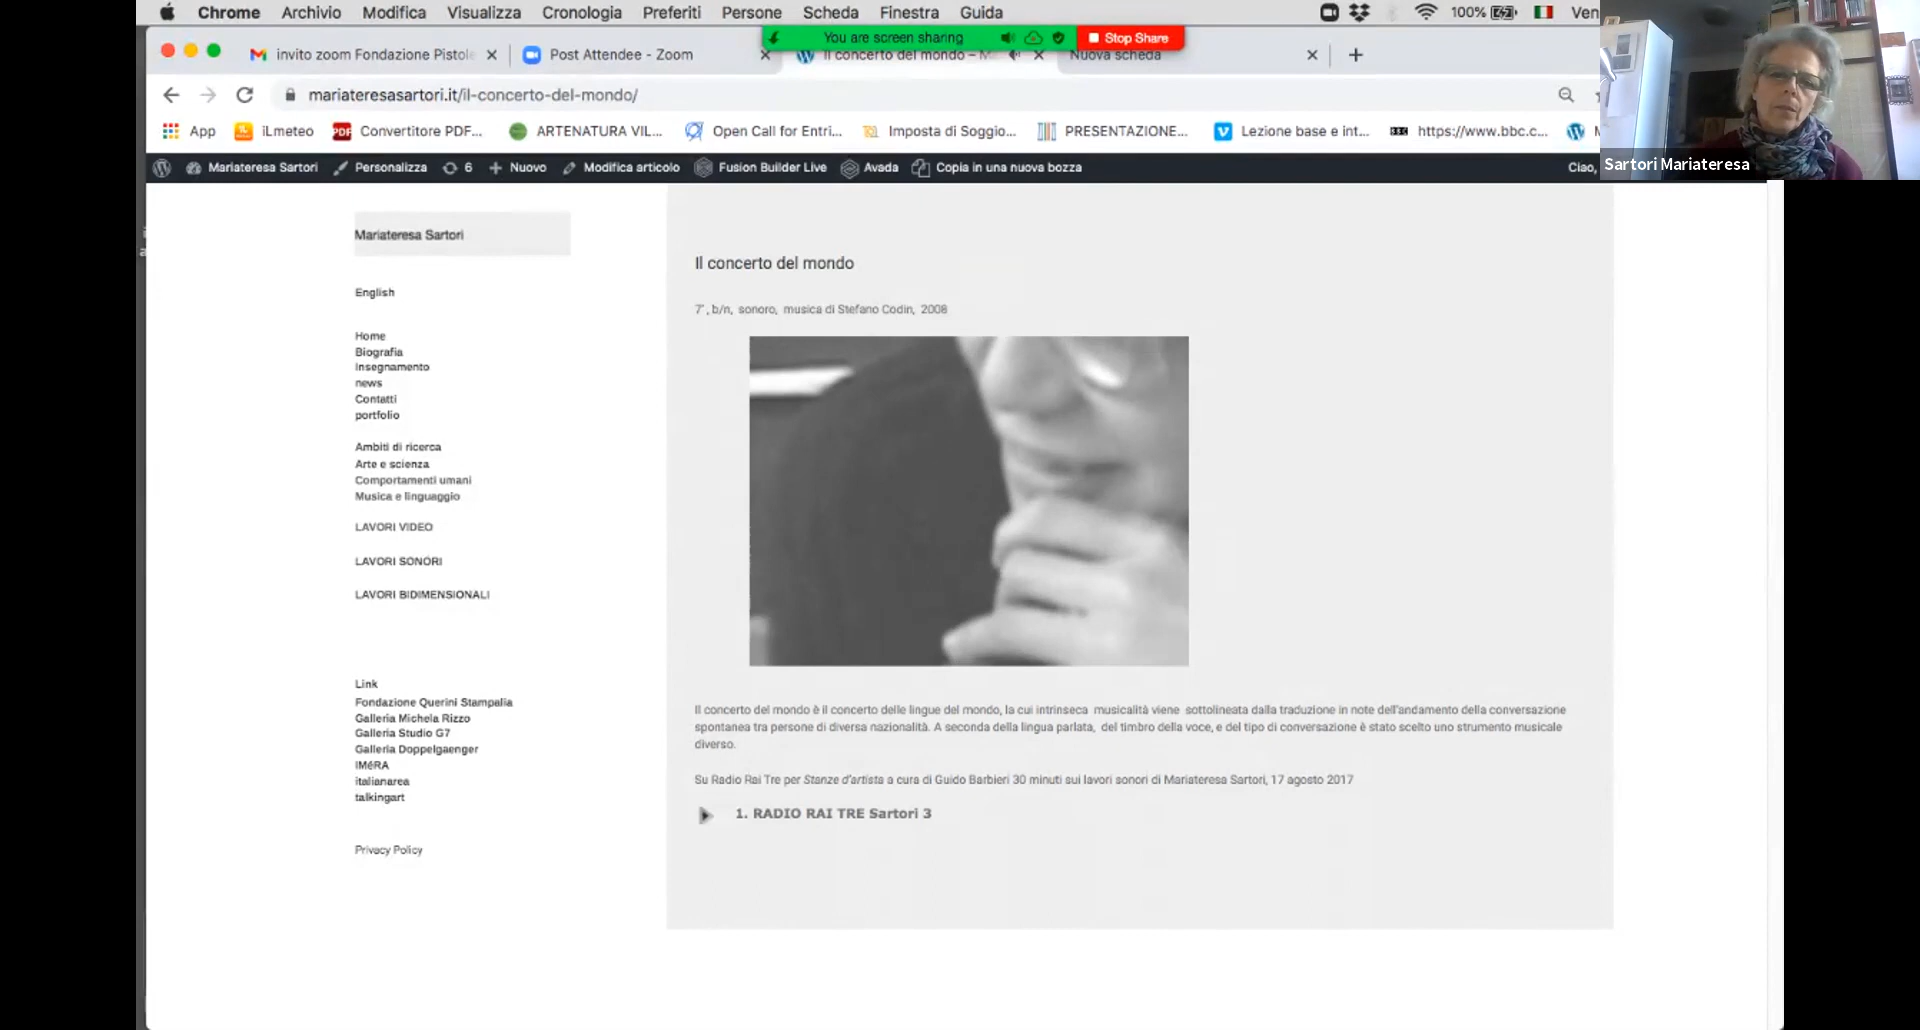 Chrome Archivio Modifica Visualizza Cronologia Preferiti Persone Scheda Finestra Guida 100% Ven
You are screen sharing Stop Share
invito zoom Fondazione Pistole Post Attendee - Zoom Il concerto del mondo – M Nuova scheda
mariateresasartori.it/il-concerto-del-mondo/
App iLmeteo Convertitore PDF... ARTENATURA VIL... Open Call for Entri... Imposta di Soggio... PRESENTAZIONE... Lezione base e int... https://www.bbc.c...
Sartori Mariateresa
Mariateresa Sartori Personalizza 6 Nuovo Modifica articolo Fusion Builder Live Avada Copia in una nuova bozza Ciao,
Mariateresa Sartori
English
Home
Biografia
Insegnamento
news
Contatti
portfolio
Ambiti di ricerca
Arte e scienza
Comportamenti umani
Musica e linguaggio
LAVORI VIDEO
LAVORI SONORI
LAVORI BIDIMENSIONALI
Link
Fondazione Querini Stampalia
Galleria Michela Rizzo
Galleria Studio G7
Galleria Doppelgaenger
IMéRA
italianarea
talkingart
Privacy Policy
Il concerto del mondo
7', b/n, sonoro, musica di Stefano Codin, 2008
Il concerto del mondo è il concerto delle lingue del mondo, la cui intrinseca musicalità viene sottolineata dalla traduzione in note dell'andamento della conversazione
spontanea tra persone di diversa nazionalità. A seconda della lingua parlata, del timbro della voce, e del tipo di conversazione è stato scelto uno strumento musicale
diverso.
Su Radio Rai Tre per Stanze d'artista a cura di Guido Barbieri 30 minuti sui lavori sonori di Mariateresa Sartori, 17 agosto 2017
1. RADIO RAI TRE Sartori 3